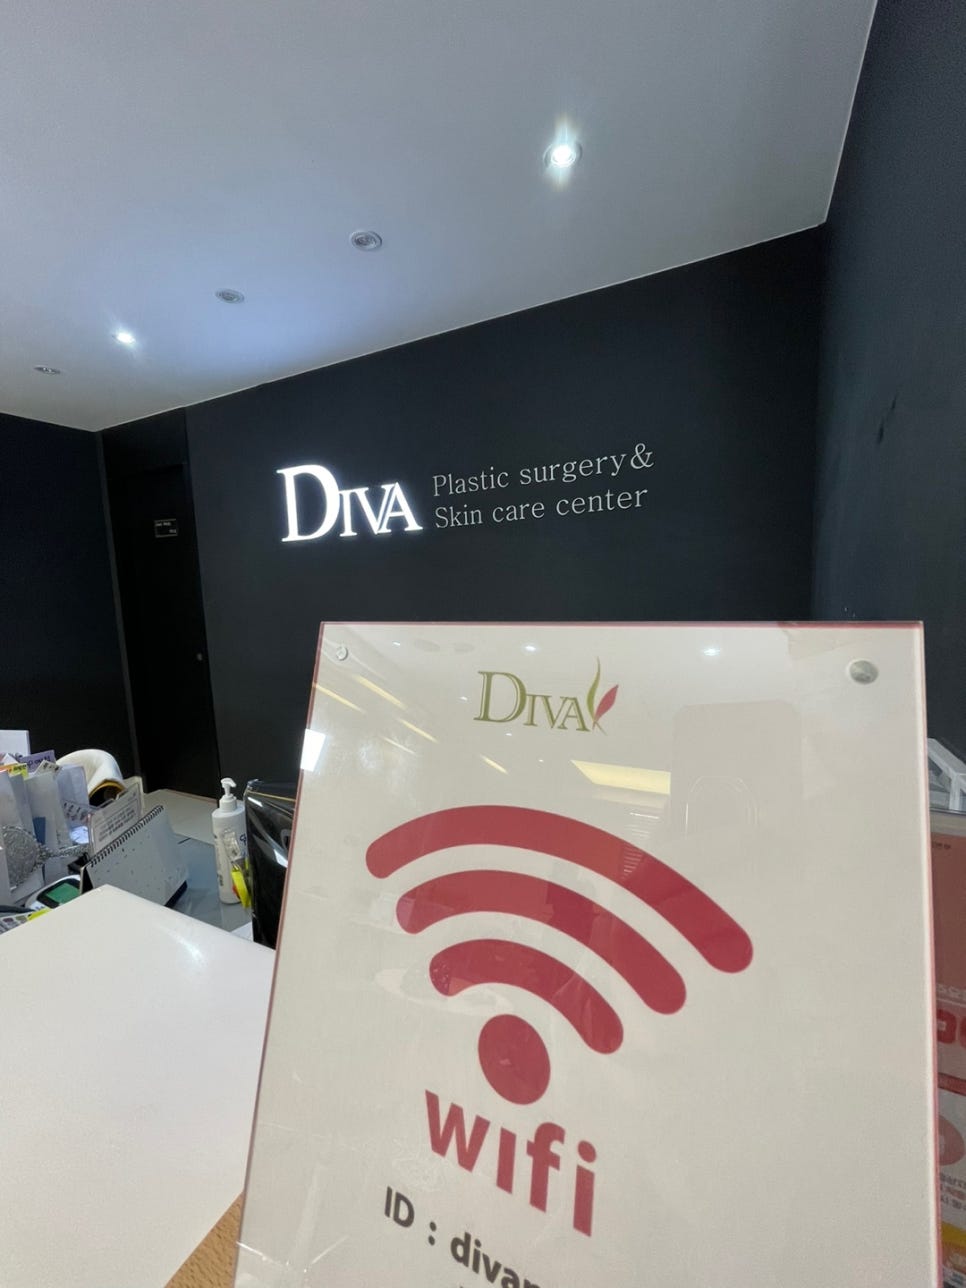 DIVA Plastic surgery&
Skin care center
DIVA
wifi
ID : divan